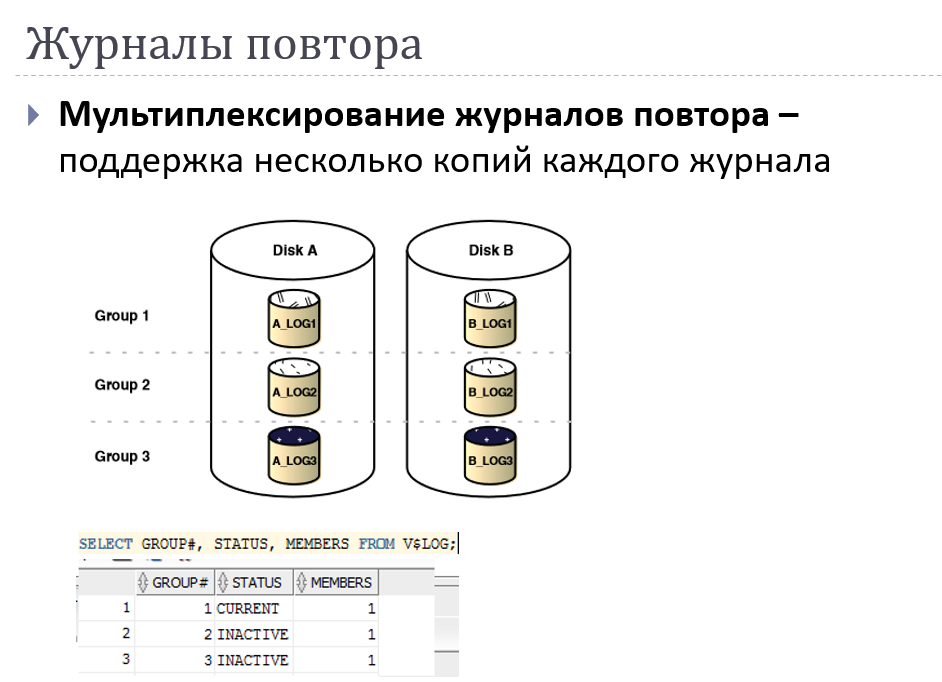 Журналы повтора
Мультиплексирование журналов повтора –
поддержка несколько копий каждого журнала
Disk A Disk B
Group 1 A_LOG1 B_LOG1
Group 2 A_LOG2 B_LOG2
Group 3 A_LOG3 B_LOG3
SELECT GROUP#, STATUS, MEMBERS FROM V$LOG;
GROUP# STATUS MEMBERS
1 1 CURRENT 1
2 2 INACTIVE 1
3 3 INACTIVE 1